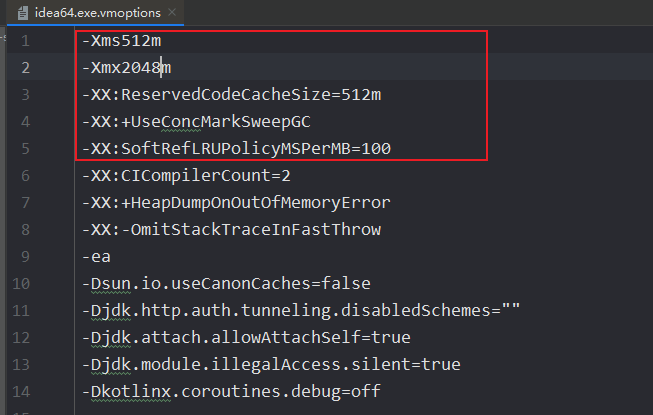 idea64.exe.vmoptions
1 -Xms512m
2 -Xmx2048m
3 -XX:ReservedCodeCacheSize=512m
4 -XX:+UseConcMarkSweepGC
5 -XX:SoftRefLRUPolicyMSPerMB=100
6 -XX:CICompilerCount=2
7 -XX:+HeapDumpOnOutOfMemoryError
8 -XX:-OmitStackTraceInFastThrow
9 -ea
10 -Dsun.io.useCanonCaches=false
11 -Djdk.http.auth.tunneling.disabledSchemes=""
12 -Djdk.attach.allowAttachSelf=true
13 -Djdk.module.illegalAccess.silent=true
14 -Dkotlinx.coroutines.debug=off